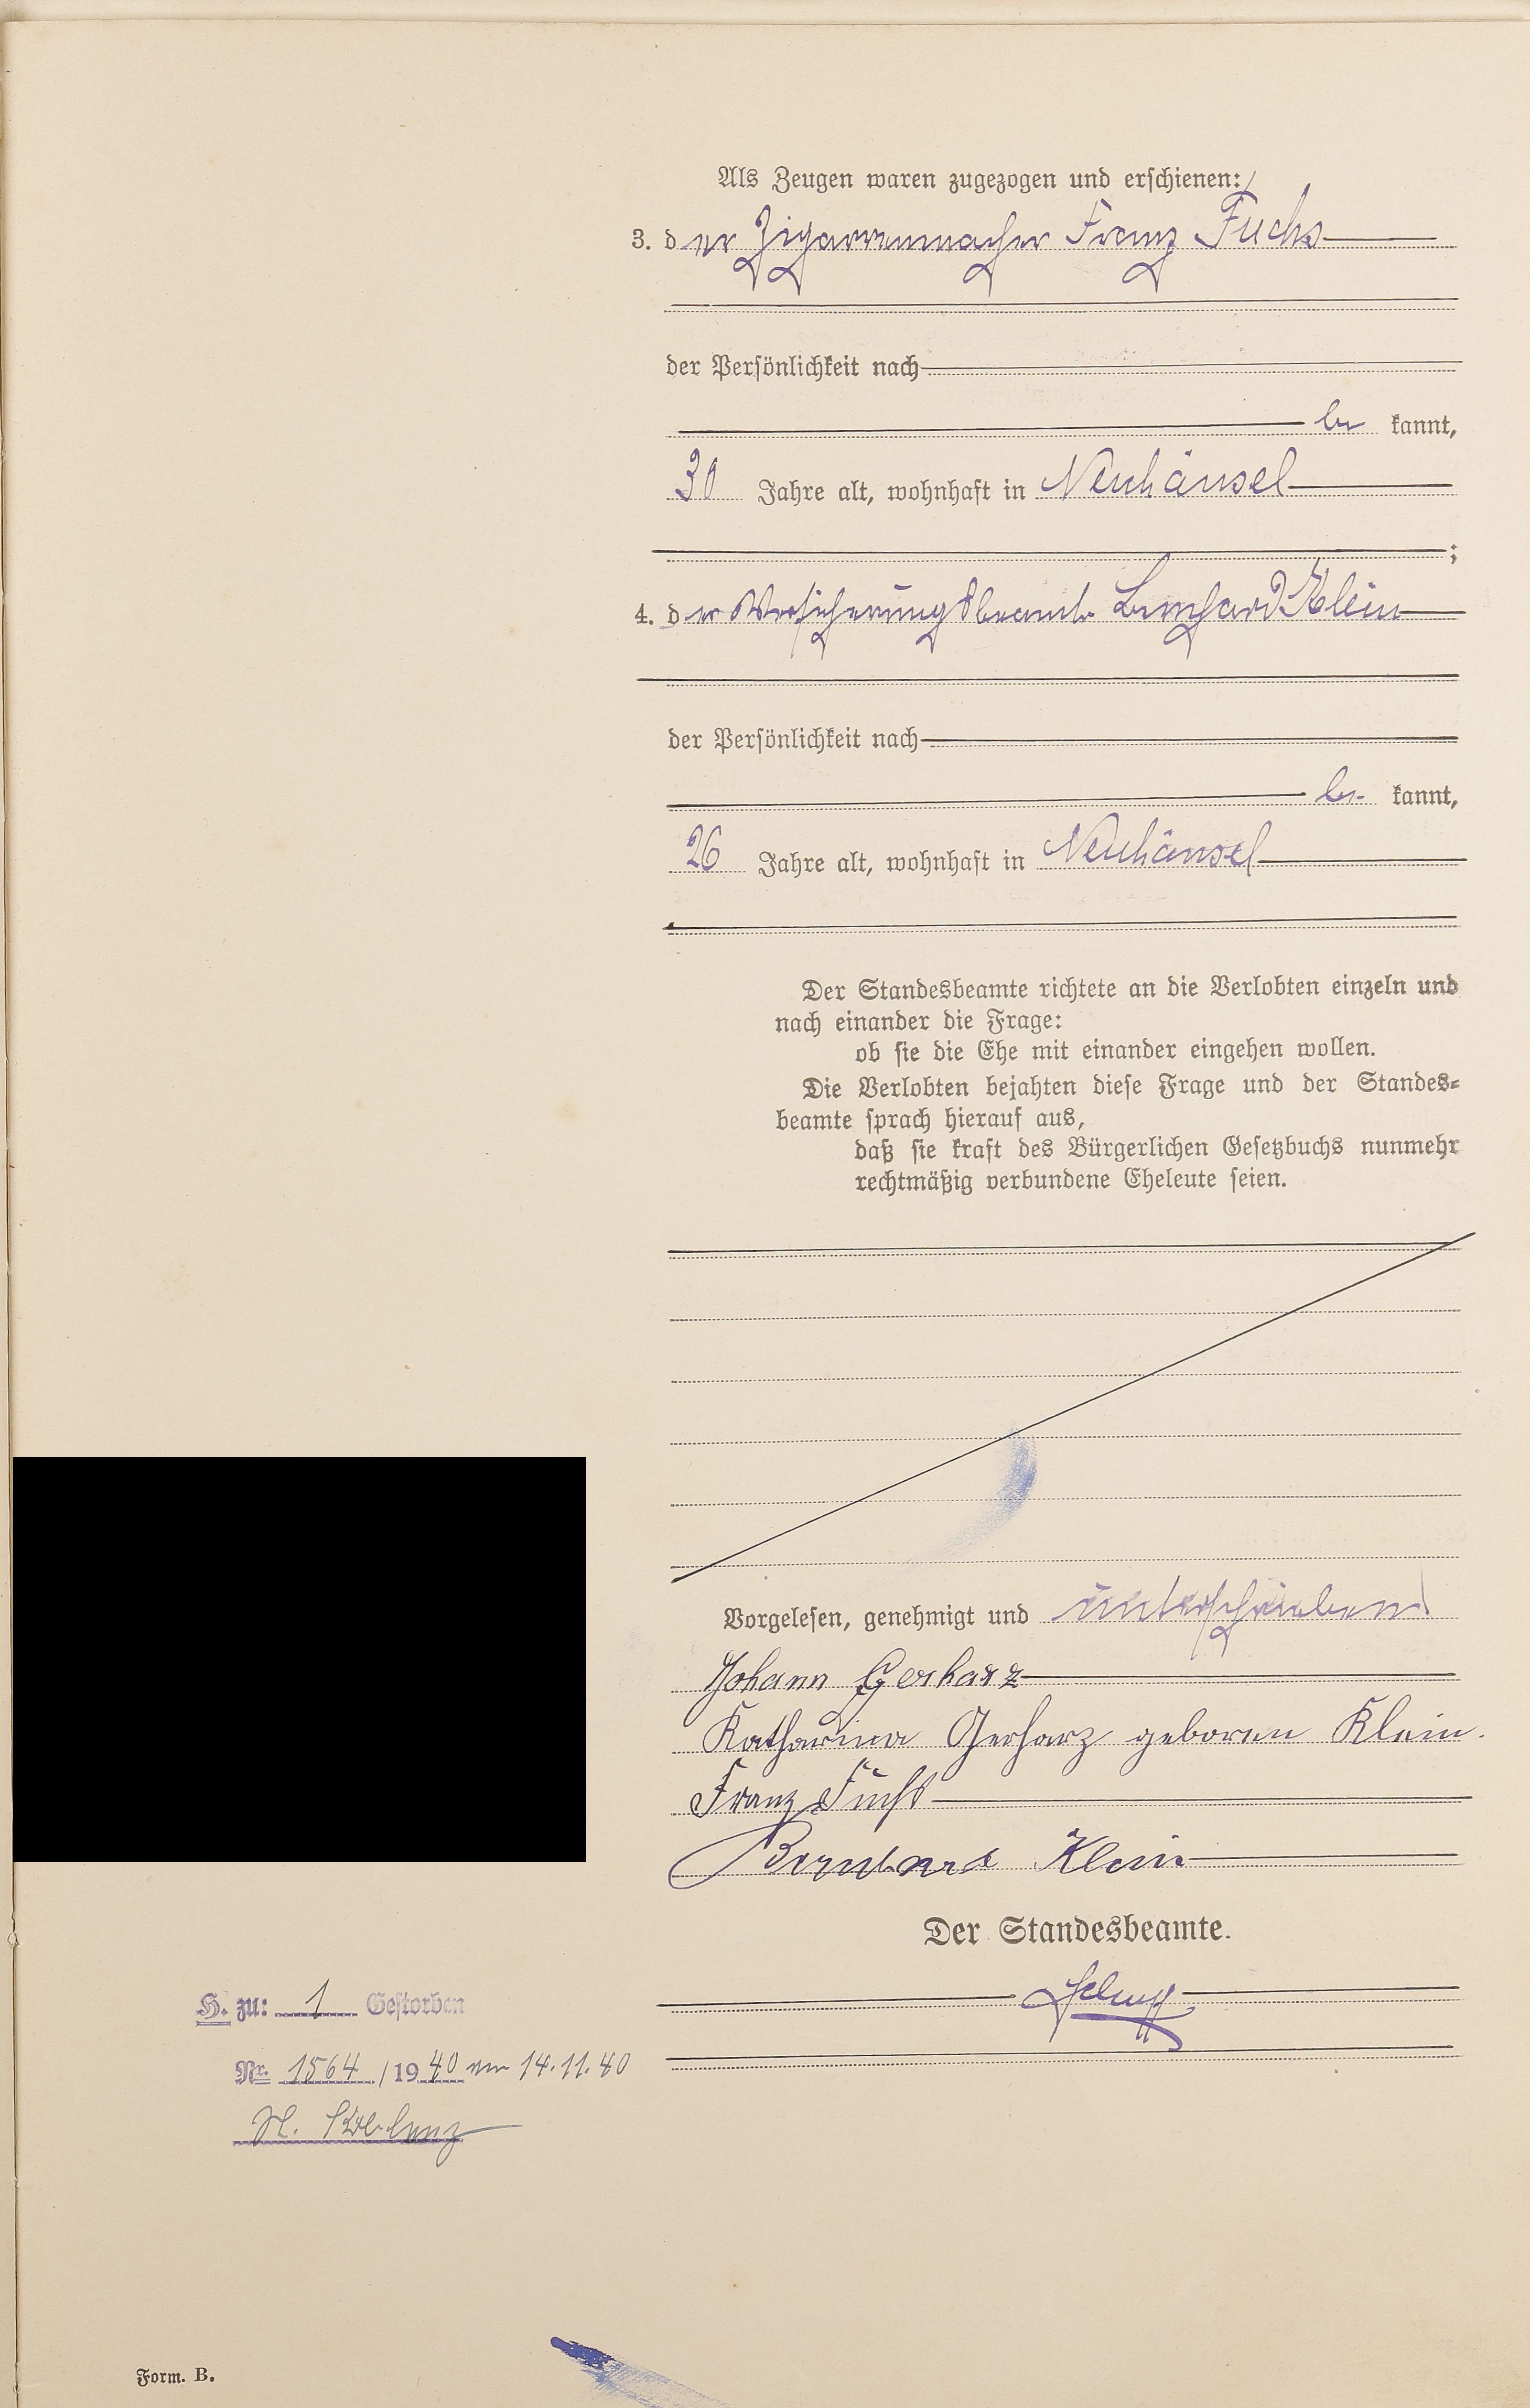 Als Zeugen waren zugezogen und erschienen:
3. der Zigarrenmacher Franz Fuchs
der Persönlichkeit nach
be kannt,
30 Jahre alt, wohnhaft in Neuhäusel
;
4. der Versicherungsbeamte Bernhard Klein
der Persönlichkeit nach
be kannt,
26 Jahre alt, wohnhaft in Neuhäusel
Der Standesbeamte richtete an die Verlobten einzeln und
nach einander die Frage:
ob sie die Ehe mit einander eingehen wollen.
Die Verlobten bejahten diese Frage und der Standes-
beamte sprach hierauf aus,
daß sie kraft des Bürgerlichen Gesetzbuchs nunmehr
rechtmäßig verbundene Eheleute seien.
Vorgelesen, genehmigt und unterschrieben
Johann Gerharz
Katharina Gerharz geboren Klein.
Franz Fuchs
Bernhard Klein
Der Standesbeamte.
H. zu: 1 Gestorben
Nr. 1564 /1940 am 14.11.40
St. Koblenz
Form. B.